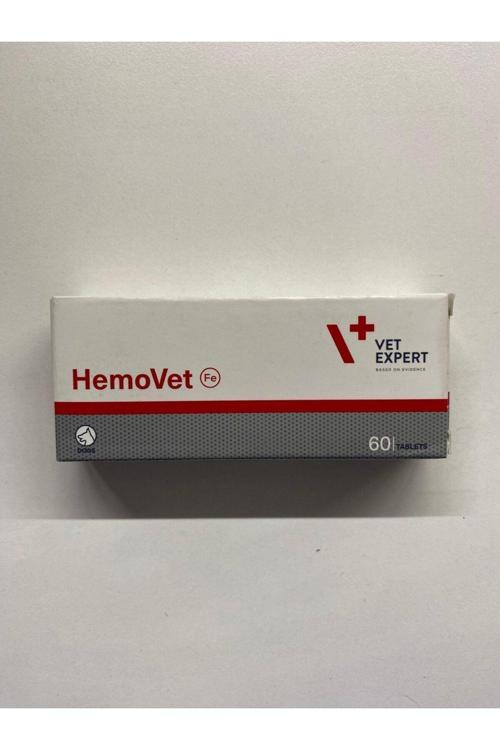 VET
EXPERT
BASED ON EVIDENCE
HemoVet Fe
DOGS
60 TABLETS